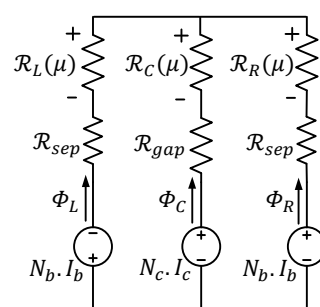 + + +
ℛ_L(μ) ℛ_C(μ) ℛ_R(μ)
− − −
ℛ_sep ℛ_gap ℛ_sep
Φ_L Φ_C Φ_R
− + +
+ − −
N_b.I_b N_c.I_c N_b.I_b